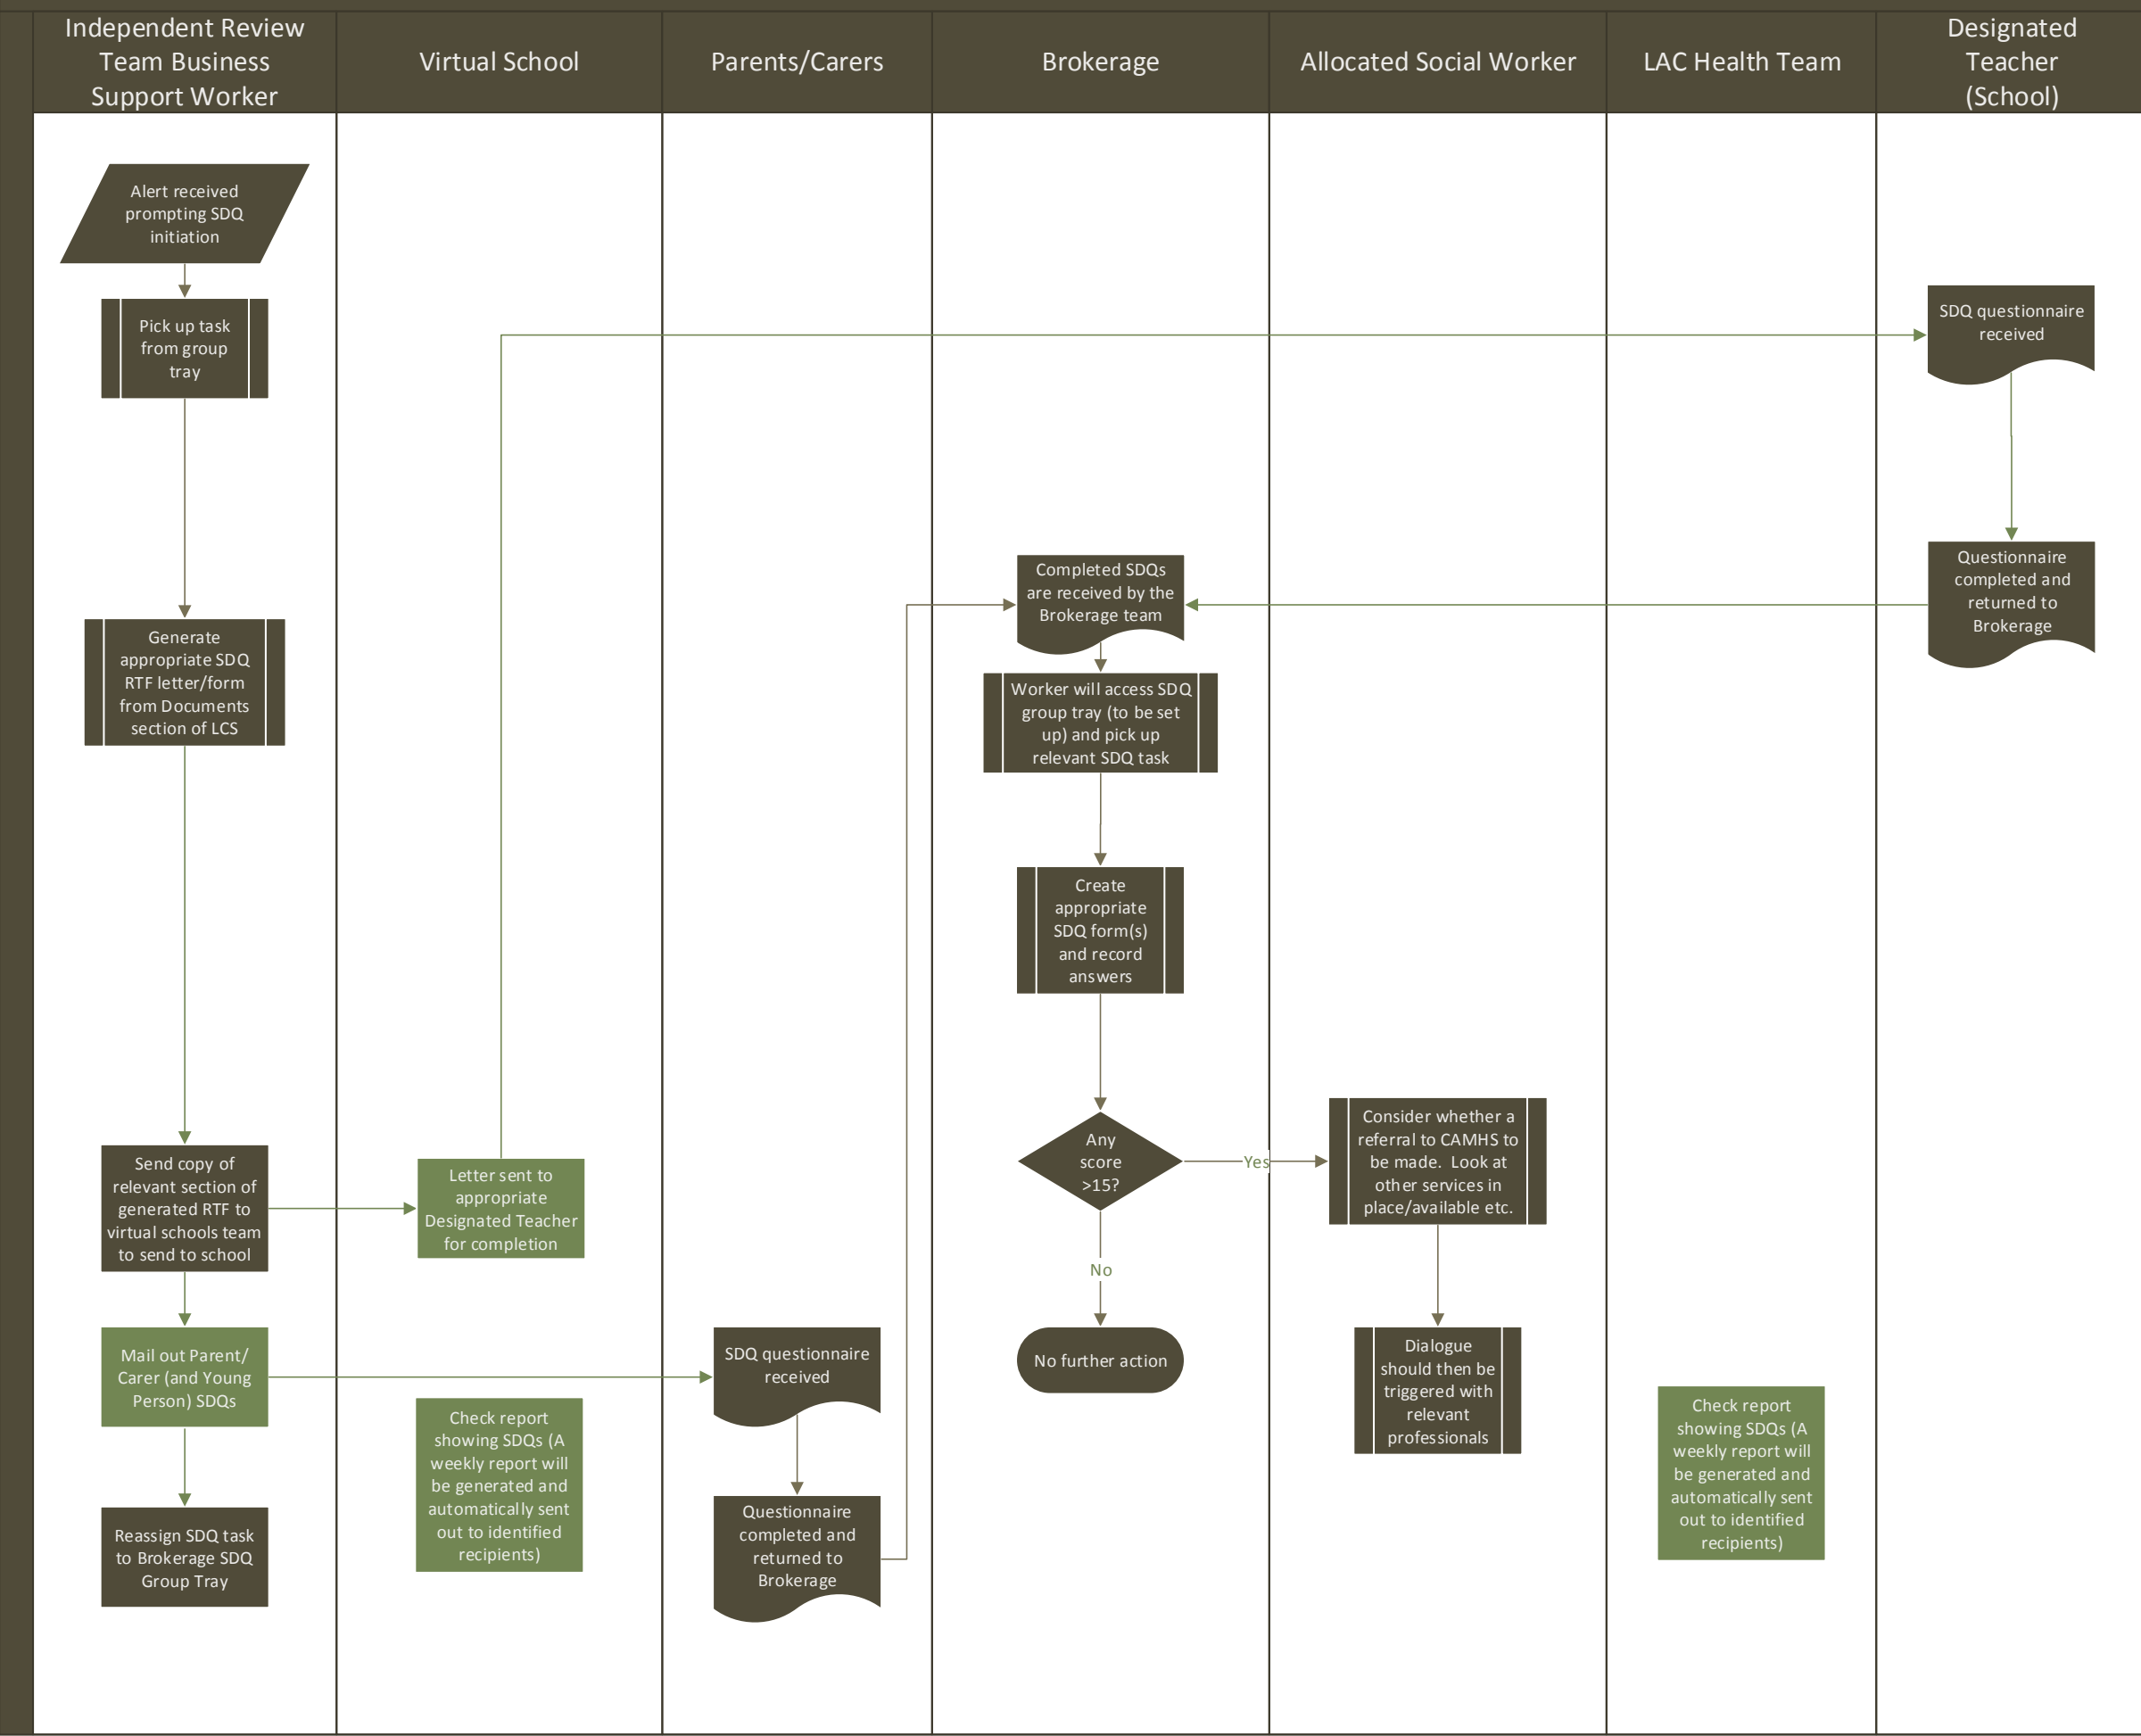 Independent Review
Team Business
Support Worker
Virtual School
Parents/Carers
Brokerage
Allocated Social Worker
LAC Health Team
Designated
Teacher
(School)
Alert received
prompting SDQ
initiation
Pick up task
from group
tray
Generate
appropriate SDQ
RTF letter/form
from Documents
section of LCS
Send copy of
relevant section of
generated RTF to
virtual schools team
to send to school
Mail out Parent/
Carer (and Young
Person) SDQs
Reassign SDQ task
to Brokerage SDQ
Group Tray
Letter sent to
appropriate
Designated Teacher
for completion
Check report
showing SDQs (A
weekly report will
be generated and
automatically sent
out to identified
recipients)
SDQ questionnaire
received
Questionnaire
completed and
returned to
Brokerage
Completed SDQs
are received by the
Brokerage team
Worker will access SDQ
group tray (to be set
up) and pick up
relevant SDQ task
Create
appropriate
SDQ form(s)
and record
answers
Any
score
>15?
Yes
No
No further action
Consider whether a
referral to CAMHS to
be made.  Look at
other services in
place/available etc.
Dialogue
should then be
triggered with
relevant
professionals
Check report
showing SDQs (A
weekly report will
be generated and
automatically sent
out to identified
recipients)
SDQ questionnaire
received
Questionnaire
completed and
returned to
Brokerage